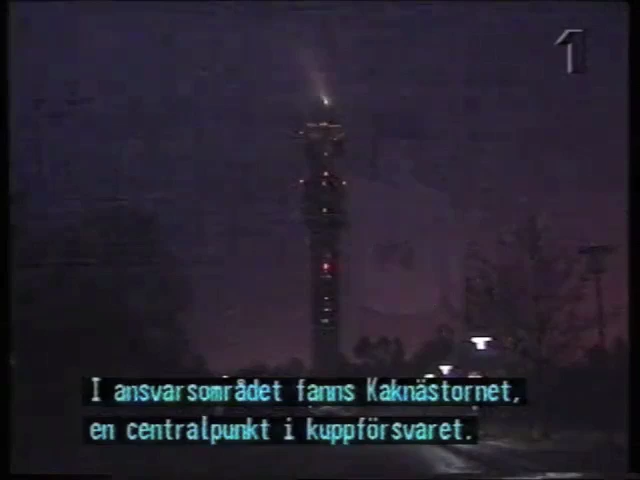 1
I ansvarsområdet fanns Kaknästornet,
en centralpunkt i kuppförsvaret.